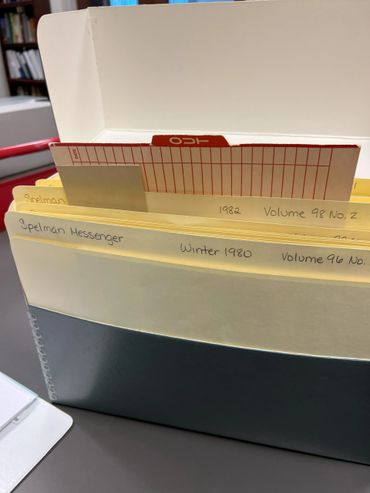 OUT
Spelman 1982 Volume 98 No. 2
Spelman Messenger Winter 1980 Volume 96 No.